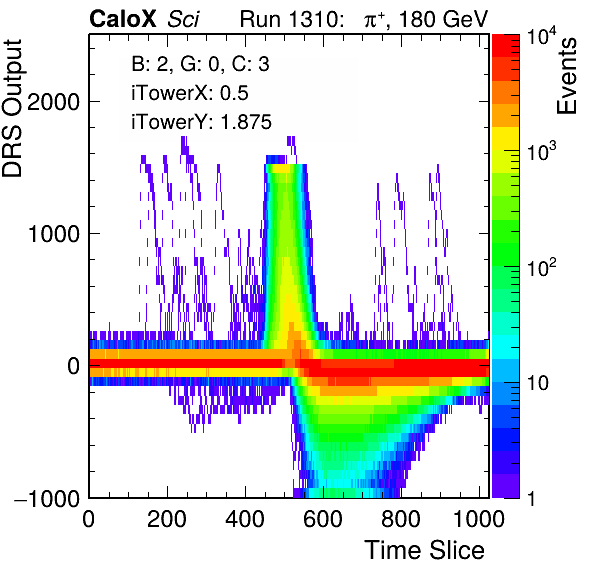 CaloX Sci Run 1310: π⁺, 180 GeV
B: 2, G: 0, C: 3
iTowerX: 0.5
iTowerY: 1.875
DRS Output
2000
1000
0
−1000
0 200 400 600 800 1000
Time Slice
Events
10⁴
10³
10²
10
1